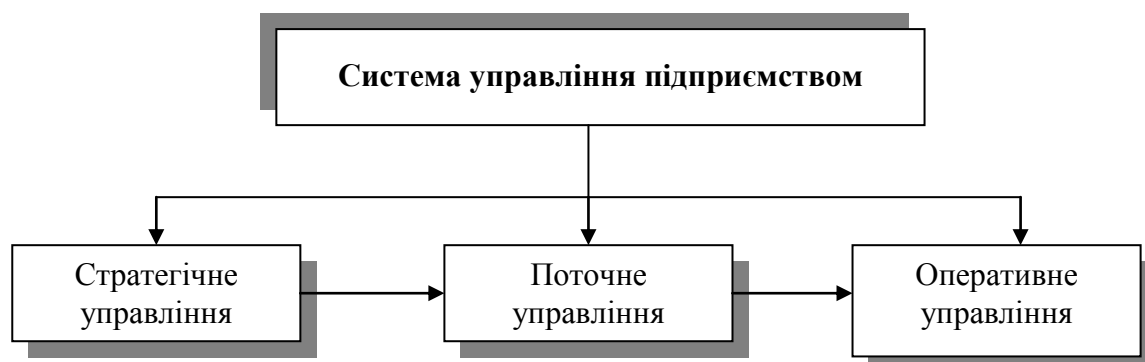 Система управління підприємством
Стратегічне
управління
Поточне
управління
Оперативне
управління